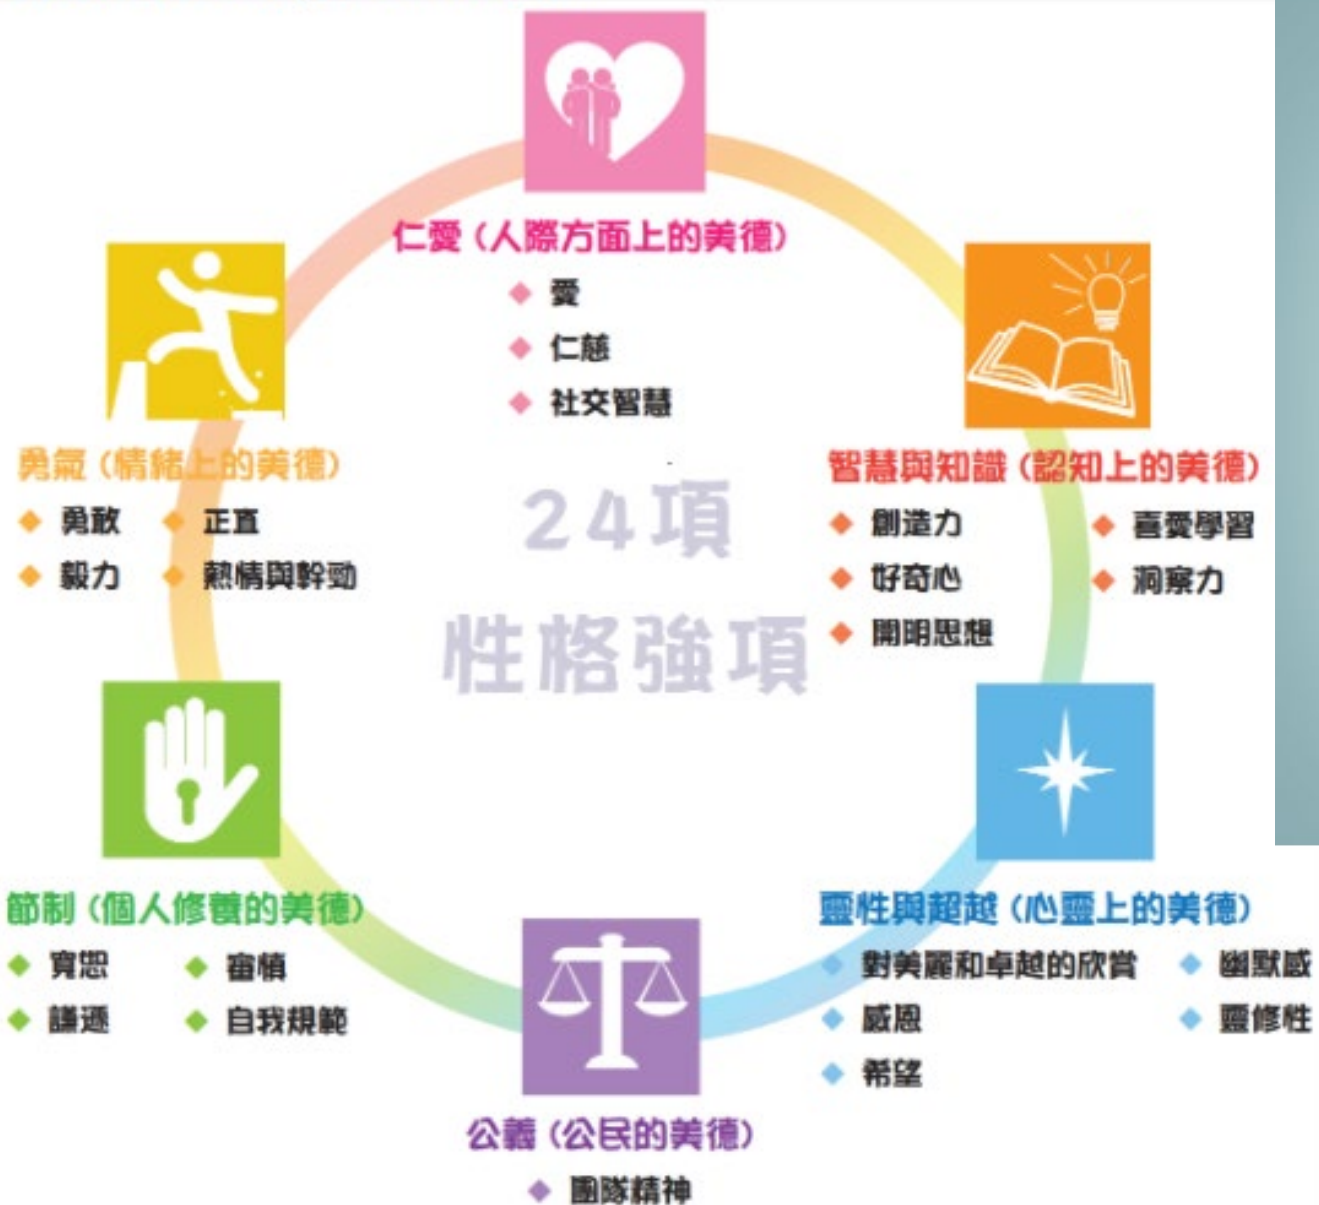 仁愛 (人際方面上的美德)
愛
仁慈
社交智慧
勇氣 (情緒上的美德)
勇敢
正直
毅力
熱情與幹勁
智慧與知識 (認知上的美德)
創造力
喜愛學習
好奇心
洞察力
開明思想
24項
性格強項
節制 (個人修養的美德)
寬恕
審慎
謙遜
自我規範
靈性與超越 (心靈上的美德)
對美麗和卓越的欣賞
幽默感
感恩
靈修性
希望
公義 (公民的美德)
團隊精神